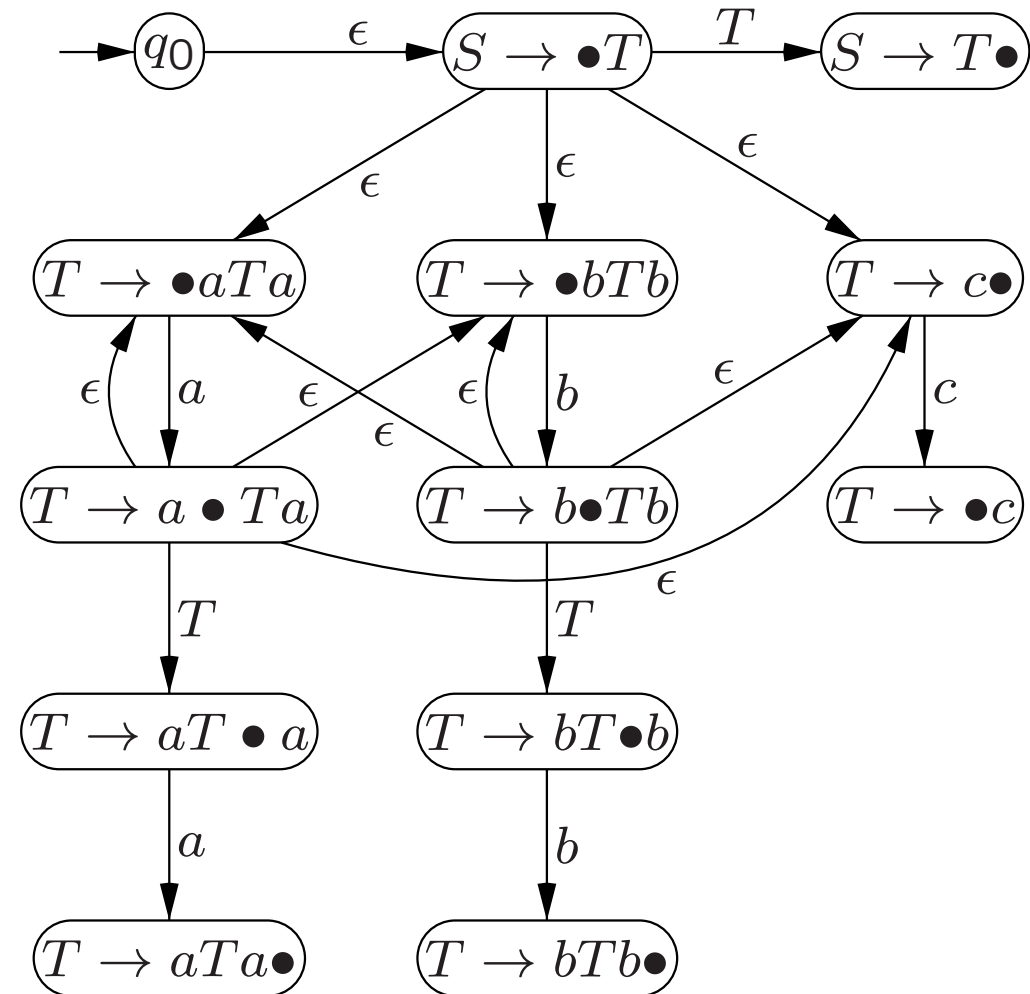 q0 ϵ S → ●T T S → T●
ϵ ϵ ϵ
T → ●aTa T → ●bTb T → c●
ϵ a ϵ ϵ ϵ b ϵ c
T → a ● Ta T → b●Tb T → ●c
ϵ
T T
T → aT ● a T → bT●b
a b
T → aTa● T → bTb●